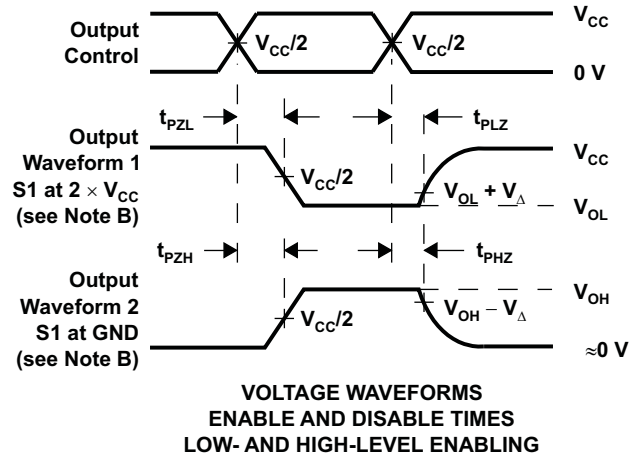 Output
Control
V_CC/2
V_CC/2
V_CC
0 V
t_PZL
t_PLZ
Output
Waveform 1
S1 at 2 × V_CC
(see Note B)
V_CC/2
V_OL + V_Δ
V_CC
V_OL
t_PZH
t_PHZ
Output
Waveform 2
S1 at GND
(see Note B)
V_CC/2
V_OH − V_Δ
V_OH
≈0 V
VOLTAGE WAVEFORMS
ENABLE AND DISABLE TIMES
LOW- AND HIGH-LEVEL ENABLING